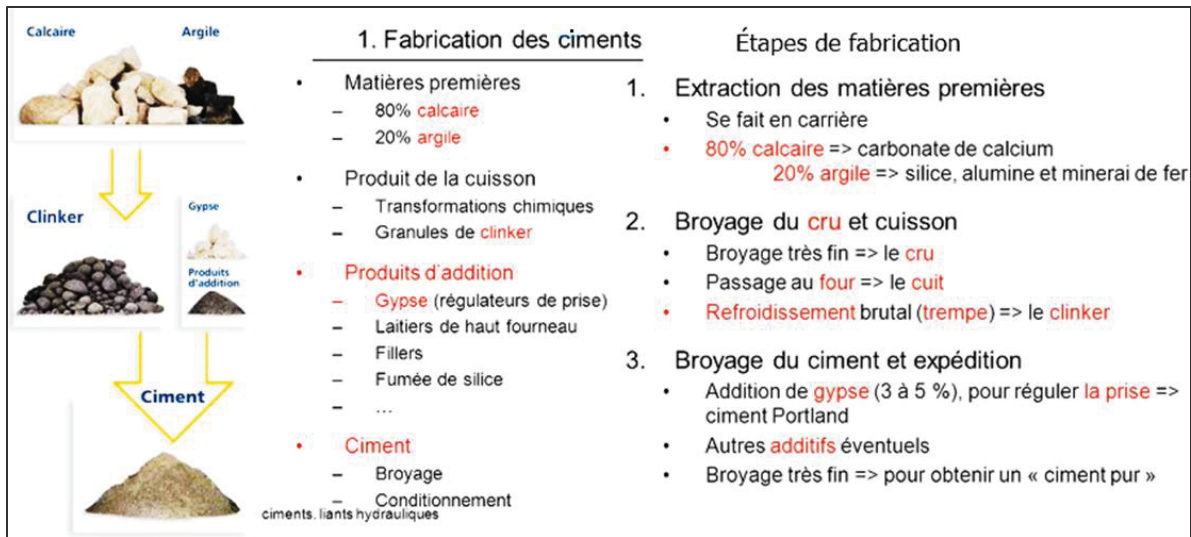 Calcaire
Argile
Clinker
Gypse
Produits
d'addition
Ciment
1. Fabrication des ciments
• Matières premières
– 80% calcaire
– 20% argile
• Produit de la cuisson
– Transformations chimiques
– Granules de clinker
• Produits d'addition
– Gypse (régulateurs de prise)
– Laitiers de haut fourneau
– Fillers
– Fumée de silice
– ...
• Ciment
– Broyage
– Conditionnement
ciments. liants hydrauliques
Étapes de fabrication
1. Extraction des matières premières
• Se fait en carrière
• 80% calcaire => carbonate de calcium
20% argile => silice, alumine et minerai de fer
2. Broyage du cru et cuisson
• Broyage très fin => le cru
• Passage au four => le cuit
• Refroidissement brutal (trempe) => le clinker
3. Broyage du ciment et expédition
• Addition de gypse (3 à 5 %), pour réguler la prise =>
ciment Portland
• Autres additifs éventuels
• Broyage très fin => pour obtenir un « ciment pur »